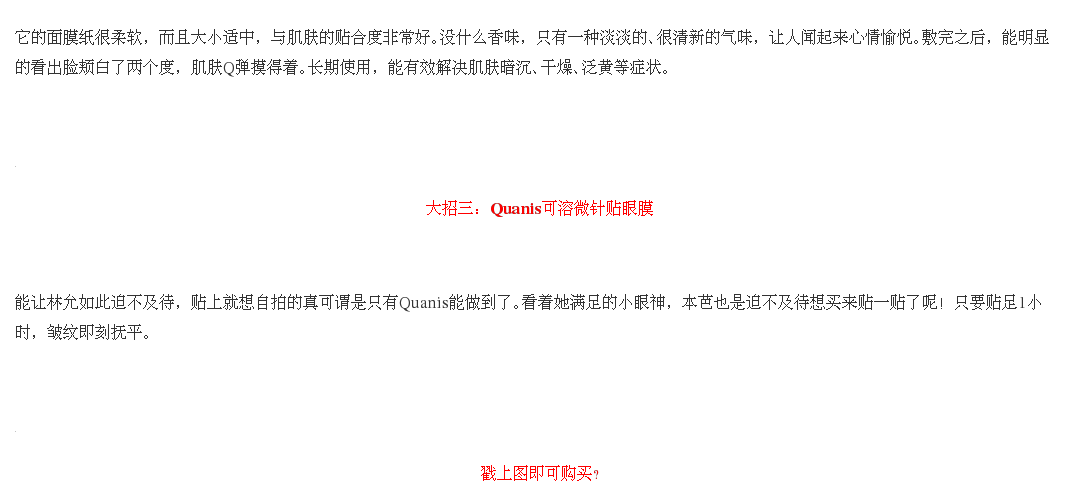 它的面膜纸很柔软，而且大小适中，与肌肤的贴合度非常好。没什么香味，只有一种淡淡的、很清新的气味，让人闻起来心情愉悦。敷完之后，能明显
的看出脸颊白了两个度，肌肤Q弹摸得着。长期使用，能有效解决肌肤暗沉、干燥、泛黄等症状。
大招三：Quanis可溶微针贴眼膜
能让林允如此迫不及待，贴上就想自拍的真可谓是只有Quanis能做到了。看着她满足的小眼神，本芭也是迫不及待想买来贴一贴了呢！只要贴足1小
时，皱纹即刻抚平。
戳上图即可购买?